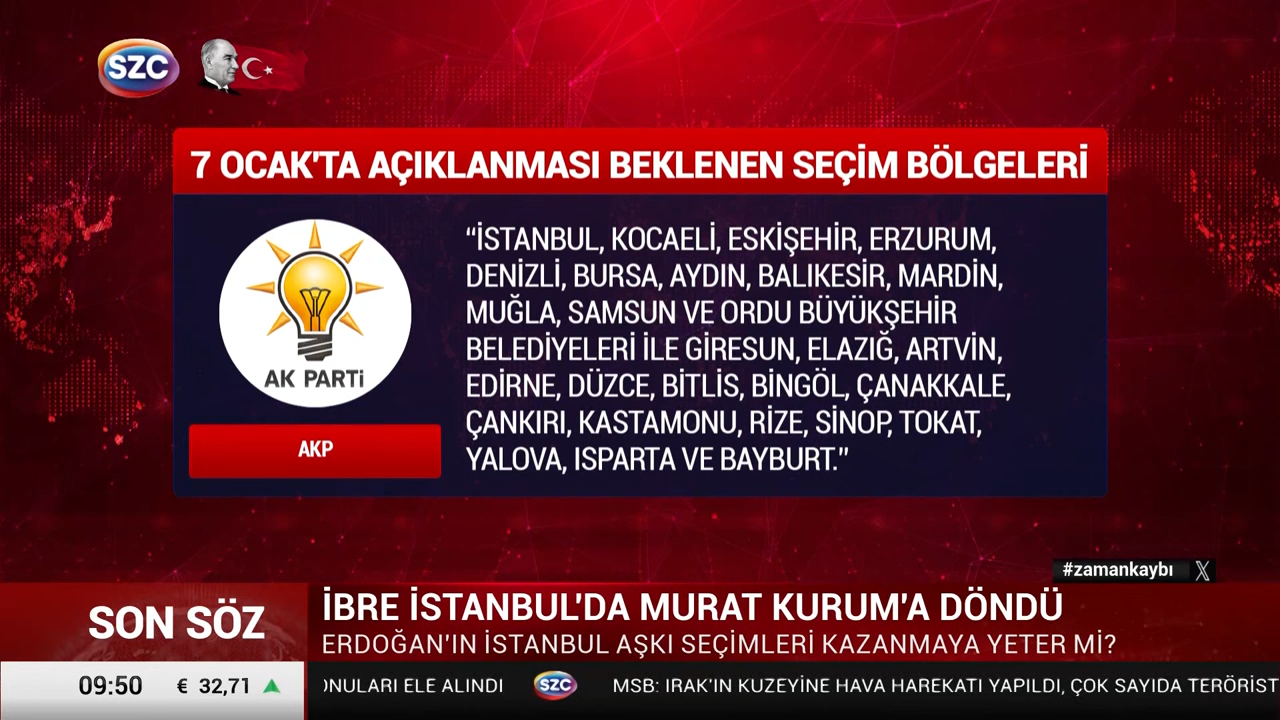 SZC
7 OCAK'TA AÇIKLANMASI BEKLENEN SEÇİM BÖLGELERİ
AK PARTi
AKP
“İSTANBUL, KOCAELİ, ESKİŞEHİR, ERZURUM,
DENİZLİ, BURSA, AYDIN, BALIKESİR, MARDİN,
MUĞLA, SAMSUN VE ORDU BÜYÜKŞEHİR
BELEDİYELERİ İLE GİRESUN, ELAZIĞ, ARTVİN,
EDİRNE, DÜZCE, BİTLİS, BİNGÖL, ÇANAKKALE,
ÇANKIRI, KASTAMONU, RİZE, SİNOP, TOKAT,
YALOVA, ISPARTA VE BAYBURT.”
#zamankaybı X
SON SÖZ
İBRE İSTANBUL'DA MURAT KURUM'A DÖNDÜ
ERDOĞAN'IN İSTANBUL AŞKI SEÇİMLERİ KAZANMAYA YETER Mİ?
09:50 € 32,71
ONULARI ELE ALINDI SZC MSB: IRAK'IN KUZEYİNE HAVA HAREKATI YAPILDI, ÇOK SAYIDA TERÖRİST